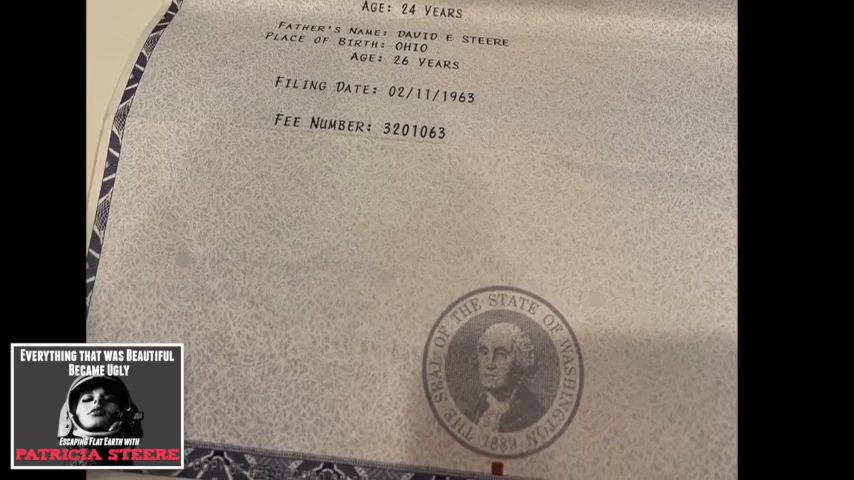 AGE: 24 YEARS
FATHER'S NAME: DAVID E STEERE
PLACE OF BIRTH: OHIO
AGE: 26 YEARS
FILING DATE: 02/11/1963
FEE NUMBER: 3201063
THE SEAL OF THE STATE OF WASHINGTON
1889
EVERYTHING THAT WAS BEAUTIFUL
BECAME UGLY
ESCAPING FLAT EARTH WITH
PATRICIA STEERE